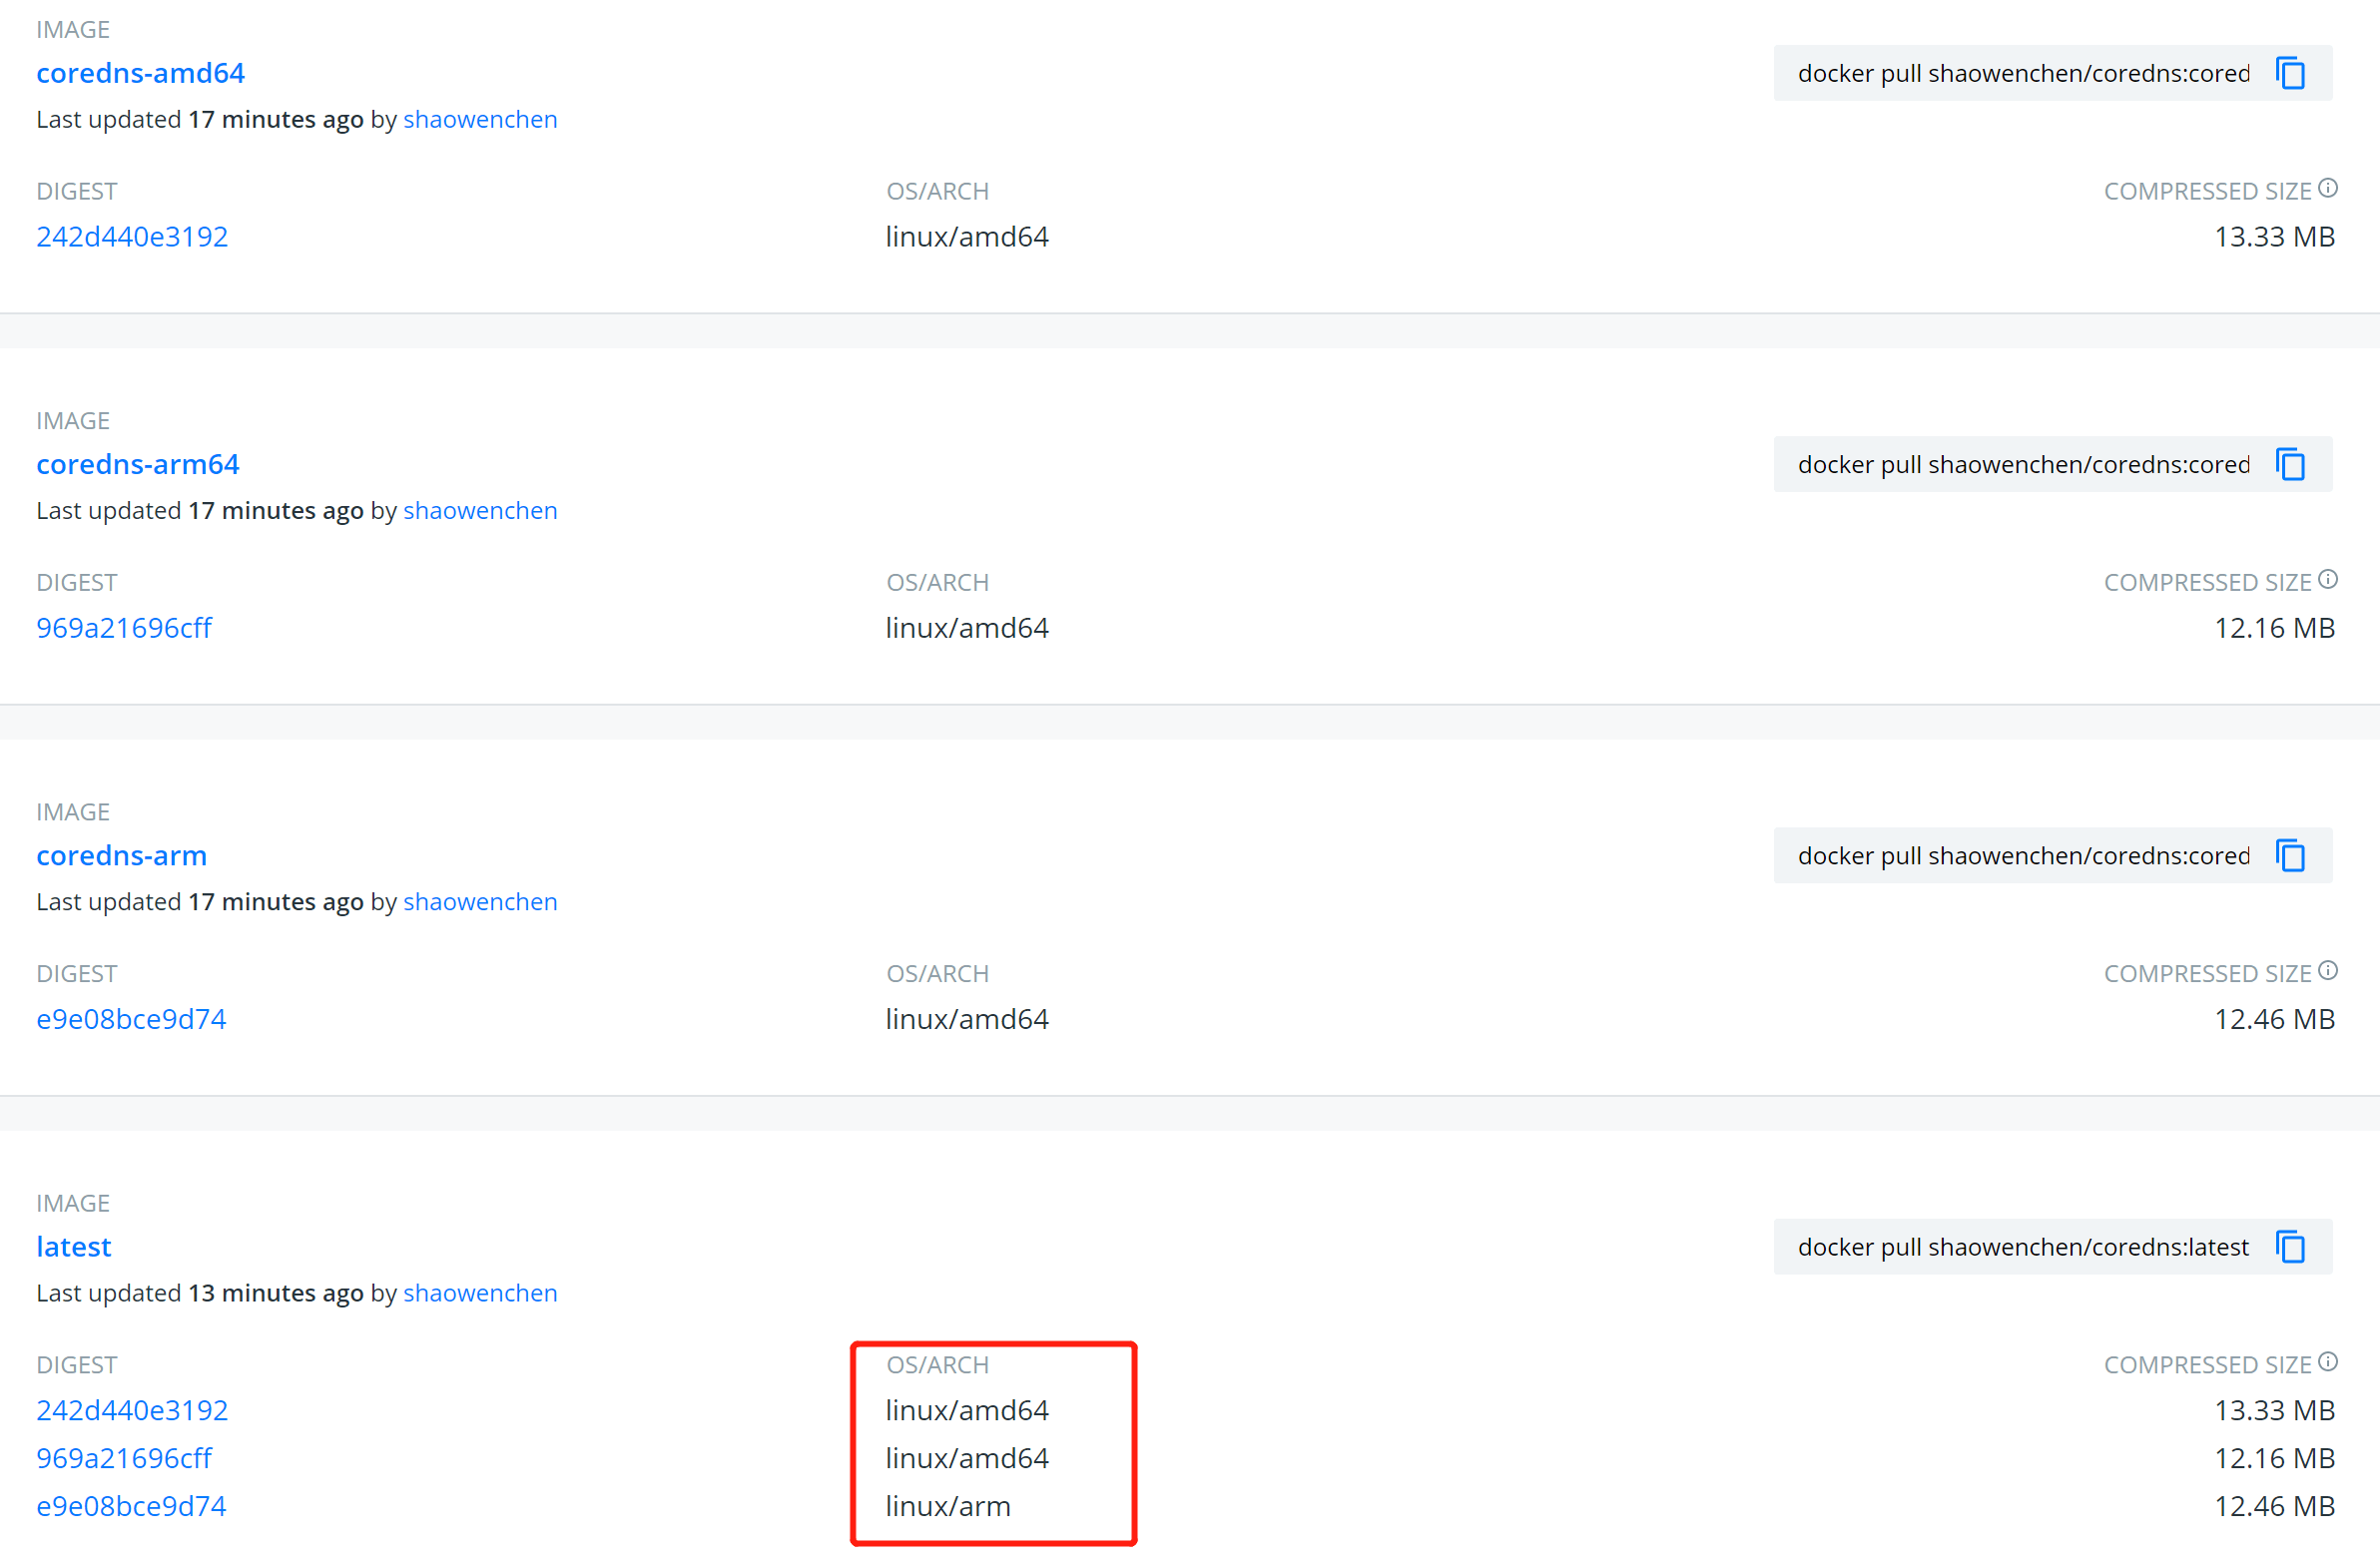 IMAGE
coredns-amd64
docker pull shaowenchen/coredns:cored
Last updated 17 minutes ago by shaowenchen
DIGEST OS/ARCH COMPRESSED SIZE
242d440e3192 linux/amd64 13.33 MB
IMAGE
coredns-arm64
docker pull shaowenchen/coredns:cored
Last updated 17 minutes ago by shaowenchen
DIGEST OS/ARCH COMPRESSED SIZE
969a21696cff linux/amd64 12.16 MB
IMAGE
coredns-arm
docker pull shaowenchen/coredns:cored
Last updated 17 minutes ago by shaowenchen
DIGEST OS/ARCH COMPRESSED SIZE
e9e08bce9d74 linux/amd64 12.46 MB
IMAGE
latest
docker pull shaowenchen/coredns:latest
Last updated 13 minutes ago by shaowenchen
DIGEST OS/ARCH COMPRESSED SIZE
242d440e3192 linux/amd64 13.33 MB
969a21696cff linux/amd64 12.16 MB
e9e08bce9d74 linux/arm 12.46 MB